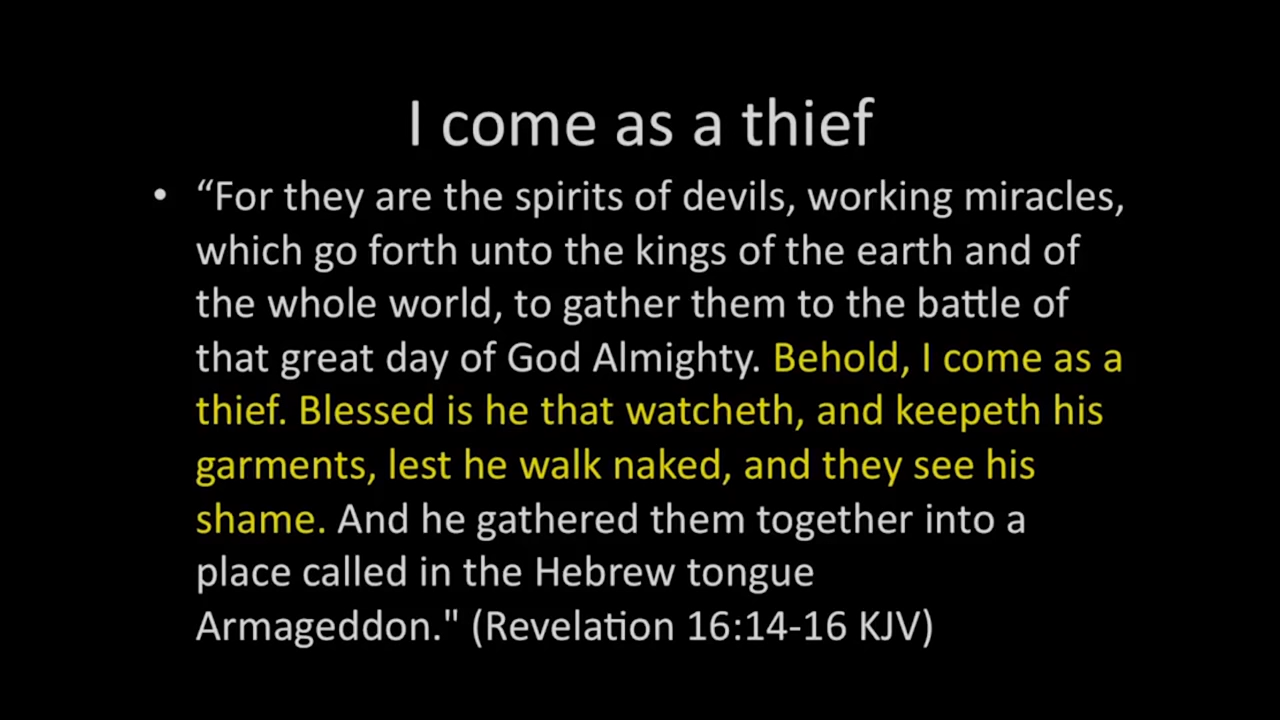 I come as a thief
• “For they are the spirits of devils, working miracles,
which go forth unto the kings of the earth and of
the whole world, to gather them to the battle of
that great day of God Almighty. Behold, I come as a
thief. Blessed is he that watcheth, and keepeth his
garments, lest he walk naked, and they see his
shame. And he gathered them together into a
place called in the Hebrew tongue
Armageddon." (Revelation 16:14-16 KJV)